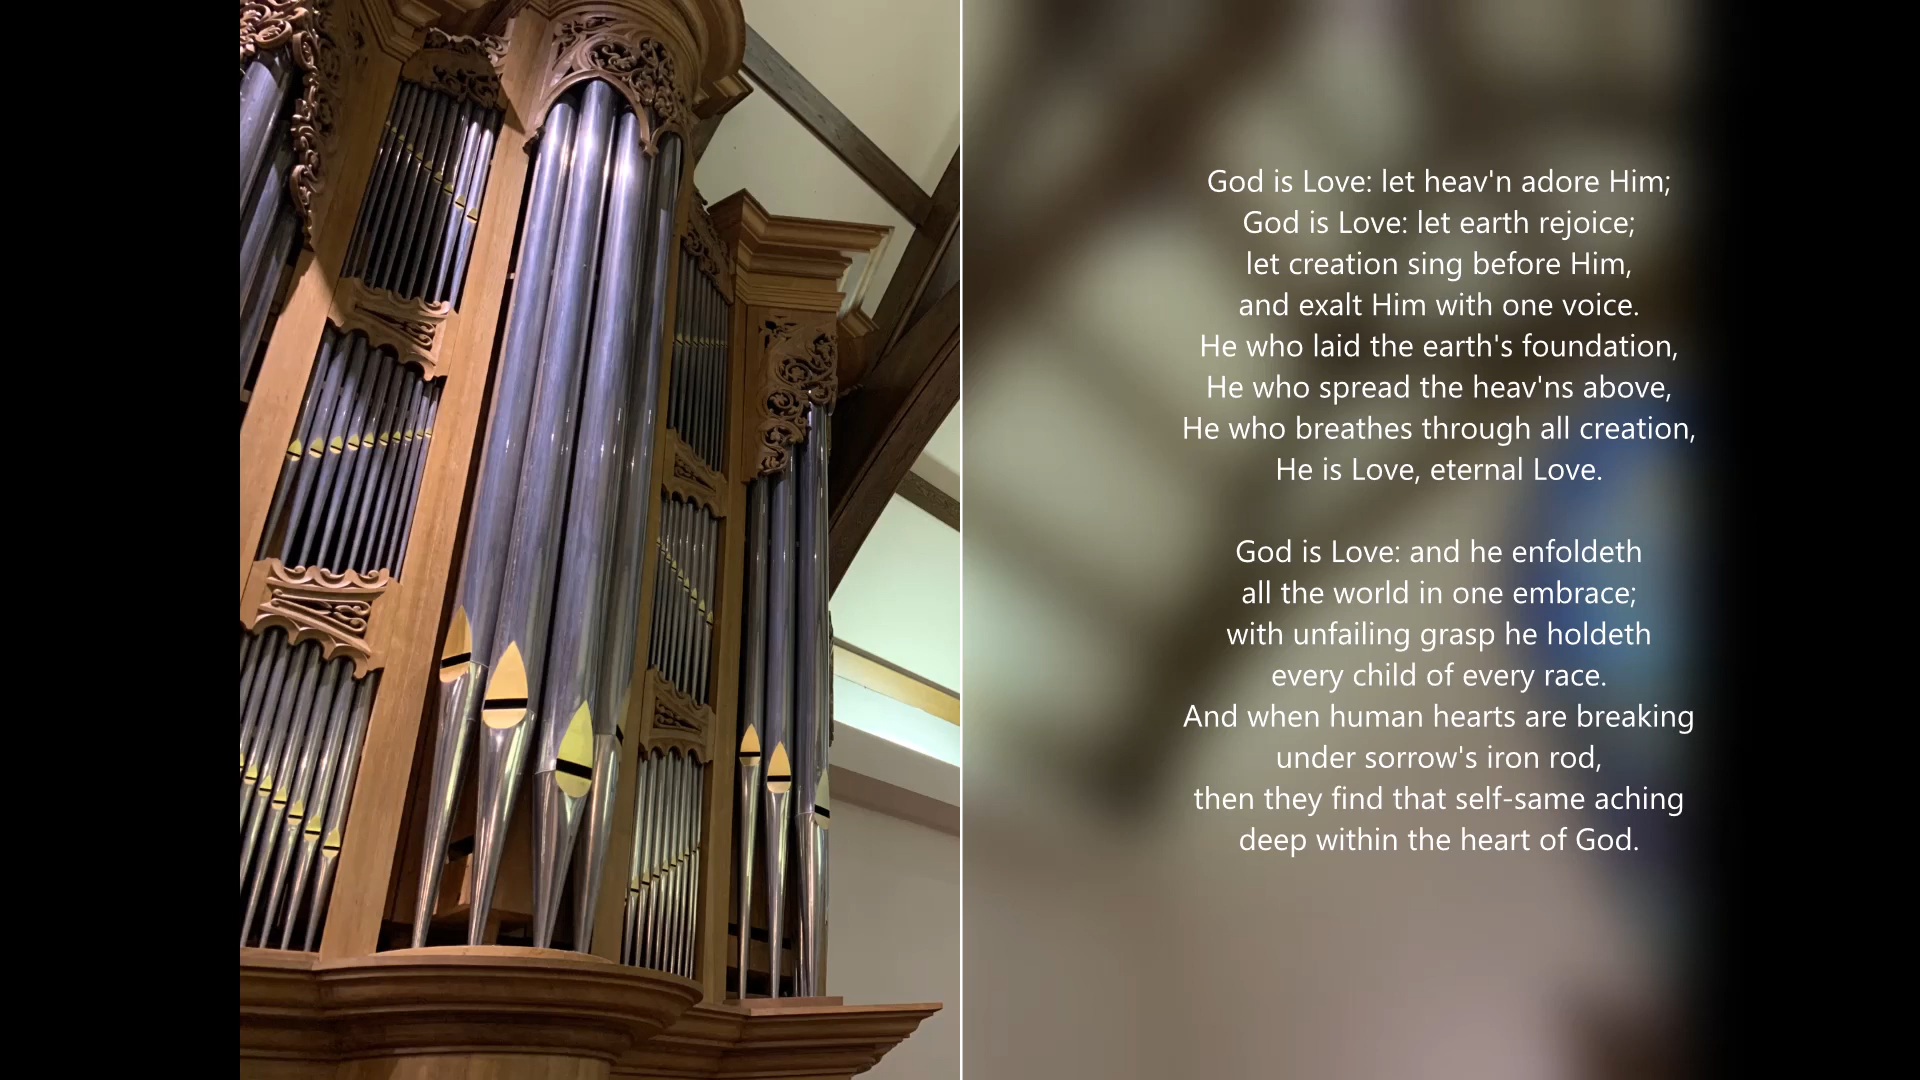 God is Love: let heav'n adore Him;
God is Love: let earth rejoice;
let creation sing before Him,
and exalt Him with one voice.
He who laid the earth's foundation,
He who spread the heav'ns above,
He who breathes through all creation,
He is Love, eternal Love.

God is Love: and he enfoldeth
all the world in one embrace;
with unfailing grasp he holdeth
every child of every race.
And when human hearts are breaking
under sorrow's iron rod,
then they find that self-same aching
deep within the heart of God.